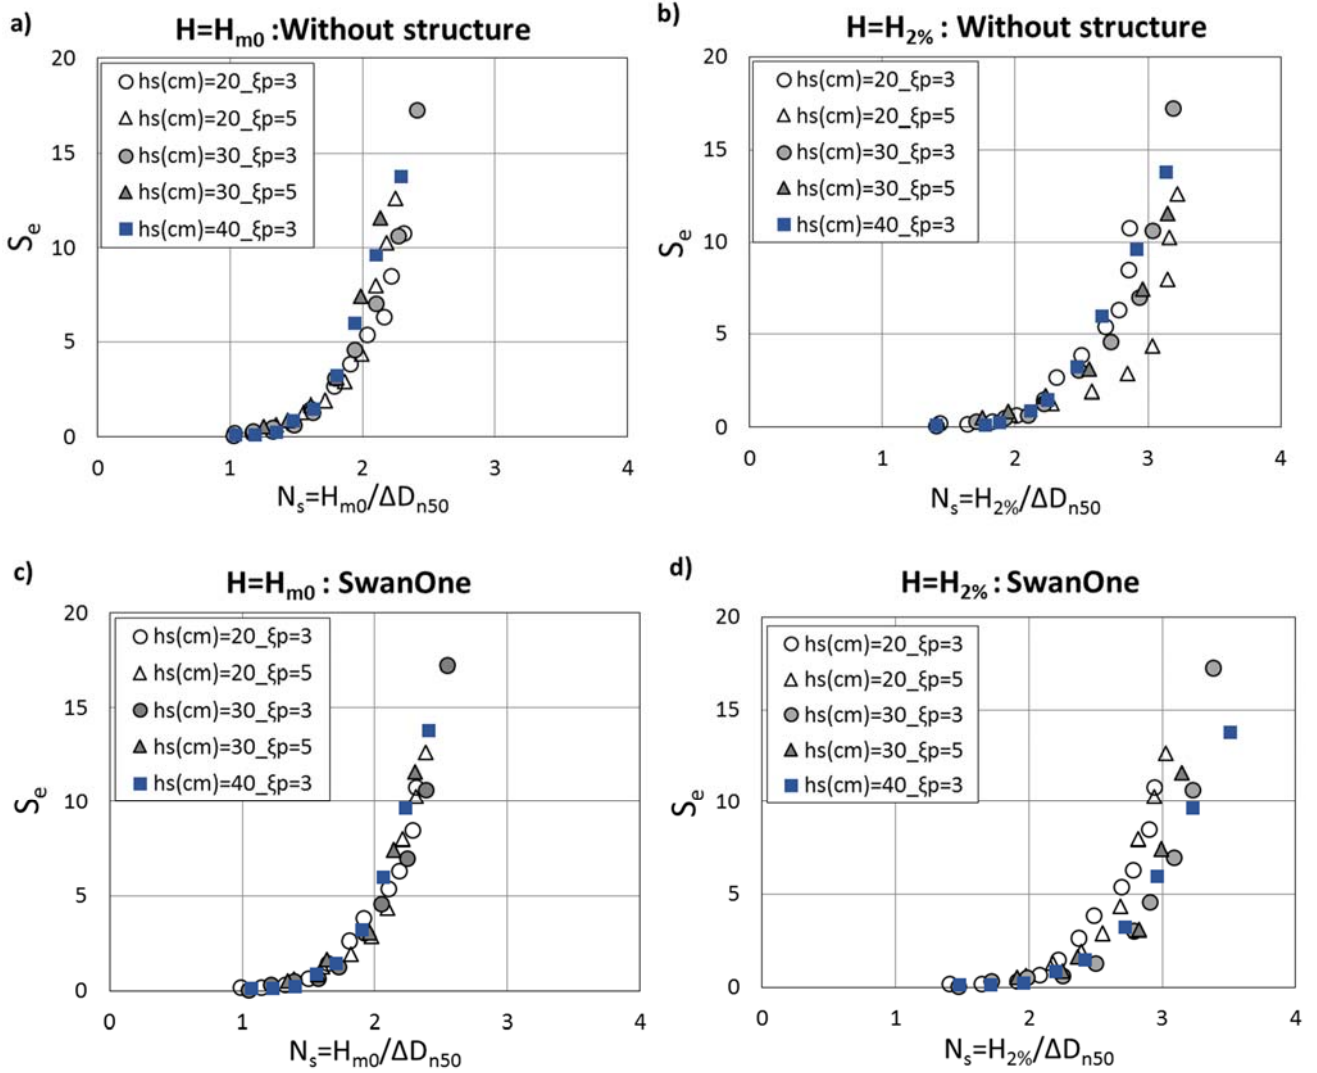 a)
H=Hm0 :Without structure
20
15
10
5
0
0 1 2 3 4
Se
hs(cm)=20_ξp=3
hs(cm)=20_ξp=5
hs(cm)=30_ξp=3
hs(cm)=30_ξp=5
hs(cm)=40_ξp=3
Ns=Hm0/ΔDn50
b)
H=H2% : Without structure
20
15
10
5
0
0 1 2 3 4
Se
hs(cm)=20_ξp=3
hs(cm)=20_ξp=5
hs(cm)=30_ξp=3
hs(cm)=30_ξp=5
hs(cm)=40_ξp=3
Ns=H2%/ΔDn50
c)
H=Hm0 : SwanOne
20
15
10
5
0
0 1 2 3 4
Se
hs(cm)=20_ξp=3
hs(cm)=20_ξp=5
hs(cm)=30_ξp=3
hs(cm)=30_ξp=5
hs(cm)=40_ξp=3
Ns=Hm0/ΔDn50
d)
H=H2% : SwanOne
20
15
10
5
0
0 1 2 3 4
Se
hs(cm)=20_ξp=3
hs(cm)=20_ξp=5
hs(cm)=30_ξp=3
hs(cm)=30_ξp=5
hs(cm)=40_ξp=3
Ns=H2%/ΔDn50